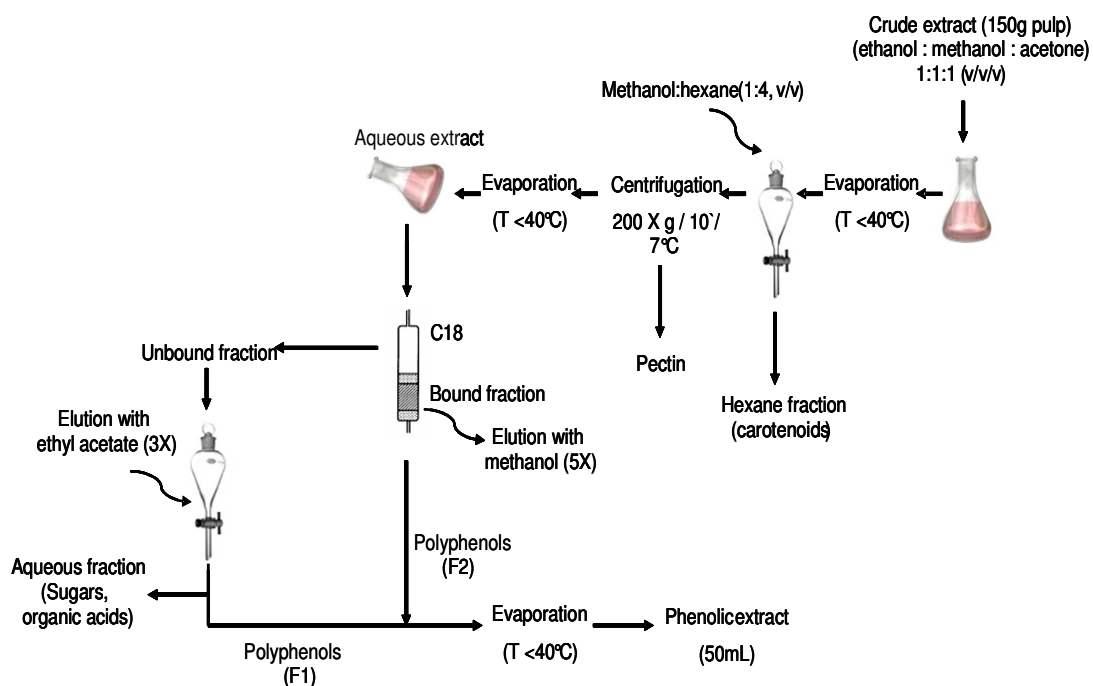 Crude extract (150g pulp)
(ethanol : methanol : acetone)
1:1:1 (v/v/v)
Methanol:hexane(1:4, v/v)
Aqueous extract
Evaporation
(T <40°C)
Centrifugation
200 X g / 10`/
7°C
Evaporation
(T <40°C)
Pectin
Hexane fraction
(carotenoids)
C18
Unbound fraction
Bound fraction
Elution with
methanol (5X)
Elution with
ethyl acetate (3X)
Polyphenols
(F2)
Aqueous fraction
(Sugars,
organic acids)
Polyphenols
(F1)
Evaporation
(T <40°C)
Phenolic extract
(50mL)